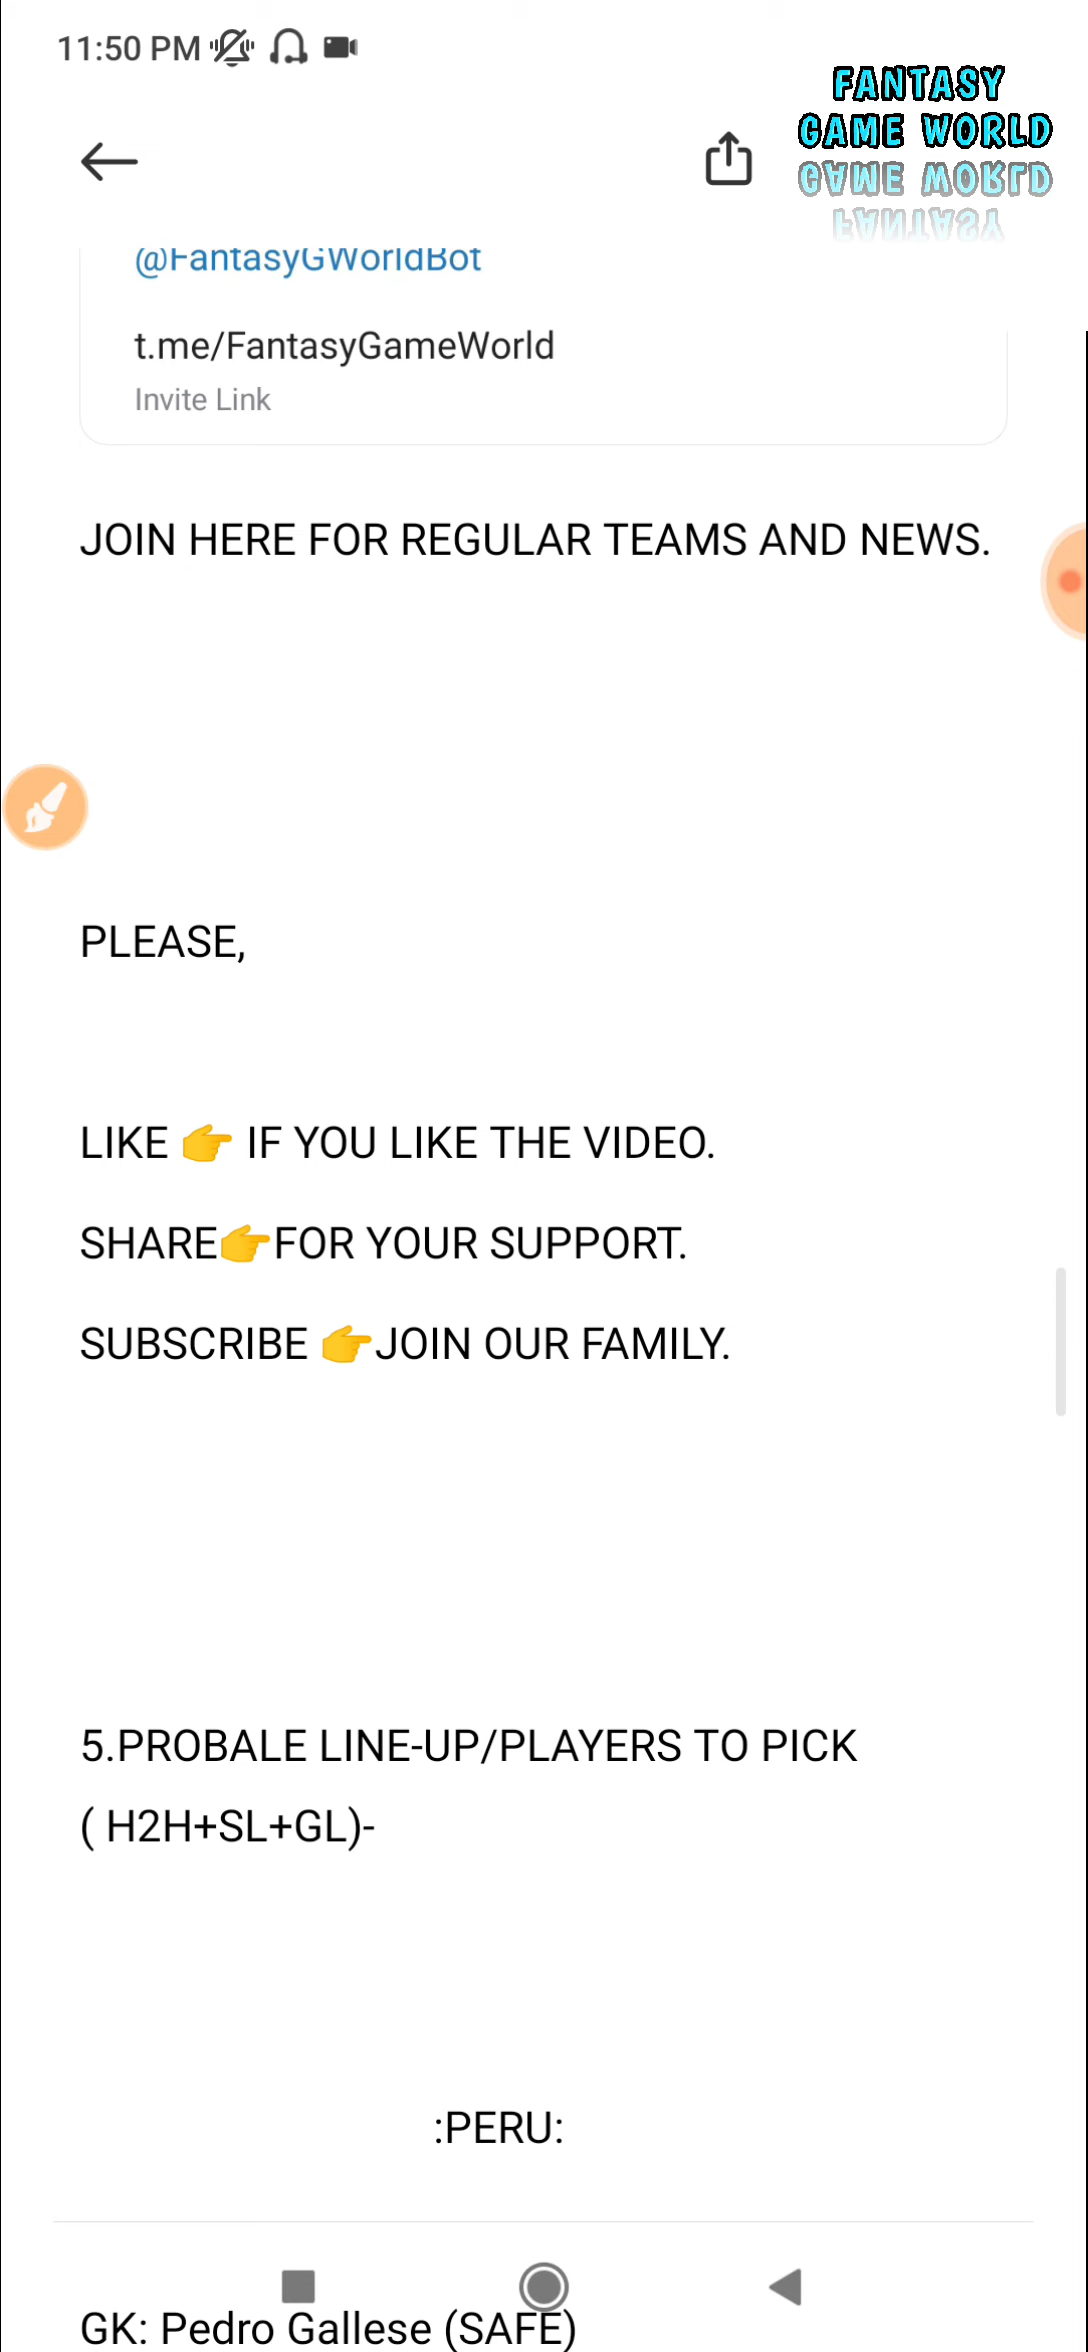 11:50 PM
FANTASY
GAME WORLD
@FantasyGWorldBot
t.me/FantasyGameWorld
Invite Link
JOIN HERE FOR REGULAR TEAMS AND NEWS.
PLEASE,
LIKE 👉 IF YOU LIKE THE VIDEO.
SHARE👉FOR YOUR SUPPORT.
SUBSCRIBE 👉JOIN OUR FAMILY.
5.PROBALE LINE-UP/PLAYERS TO PICK
( H2H+SL+GL)-
:PERU:
GK: Pedro Gallese (SAFE)